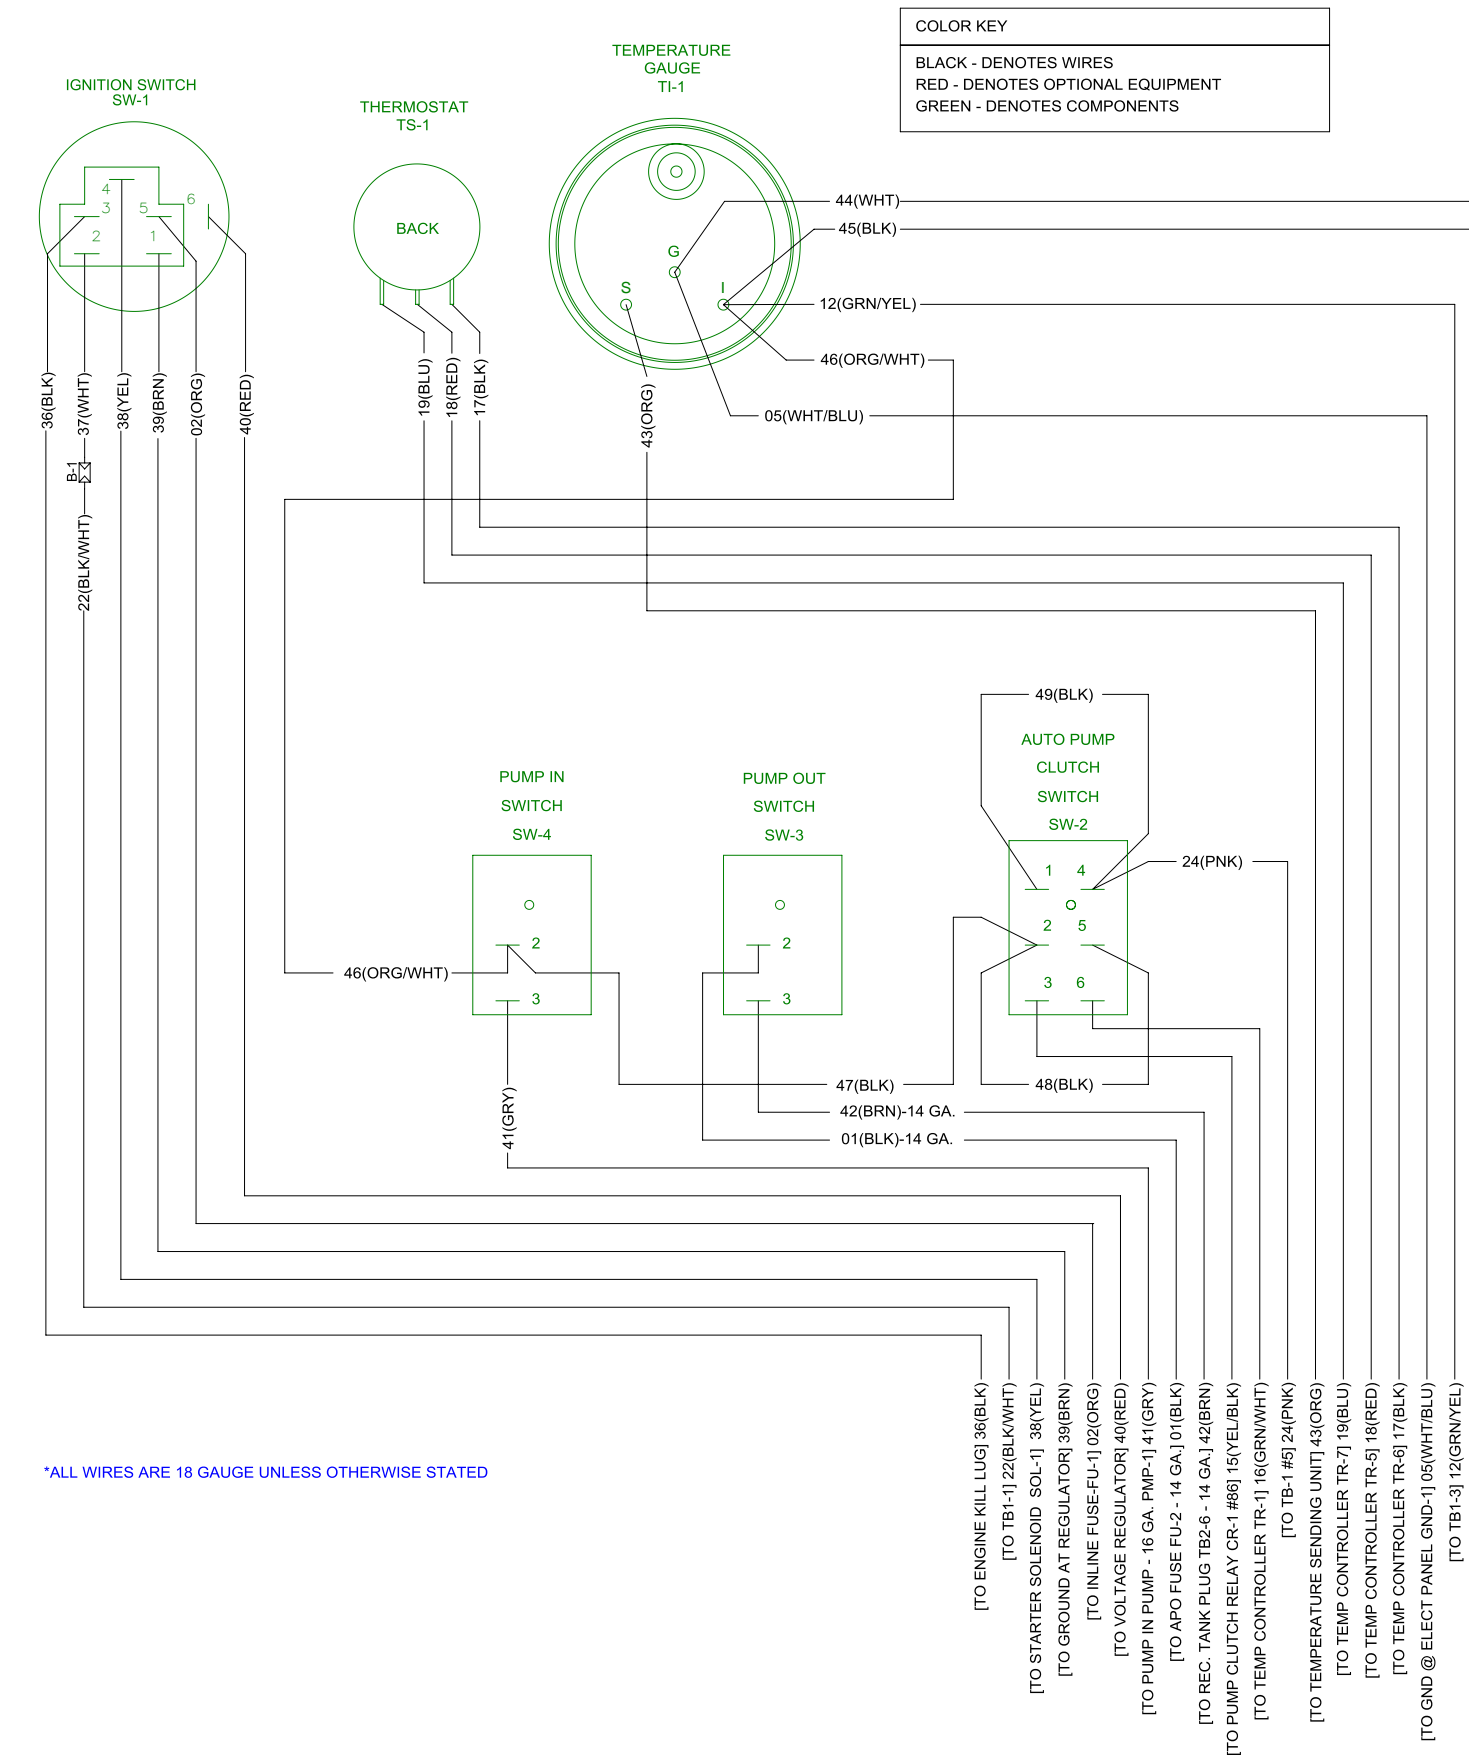 COLOR KEY
BLACK - DENOTES WIRES
RED - DENOTES OPTIONAL EQUIPMENT
GREEN - DENOTES COMPONENTS
IGNITION SWITCH
SW-1
4
3
5
6
2
1
THERMOSTAT
TS-1
BACK
TEMPERATURE
GAUGE
TI-1
G
S
I
44(WHT)
45(BLK)
12(GRN/YEL)
46(ORG/WHT)
05(WHT/BLU)
36(BLK)
37(WHT)
38(YEL)
39(BRN)
02(ORG)
40(RED)
19(BLU)
18(RED)
17(BLK)
43(ORG)
B-1
22(BLK/WHT)
49(BLK)
PUMP IN
SWITCH
SW-4
2
3
PUMP OUT
SWITCH
SW-3
2
3
AUTO PUMP
CLUTCH
SWITCH
SW-2
1 4
2 5
3 6
24(PNK)
46(ORG/WHT)
47(BLK)
48(BLK)
42(BRN)-14 GA.
01(BLK)-14 GA.
41(GRY)
[TO ENGINE KILL LUG] 36(BLK)
[TO TB1-1] 22(BLK/WHT)
[TO STARTER SOLENOID SOL-1] 38(YEL)
[TO GROUND AT REGULATOR] 39(BRN)
[TO INLINE FUSE-FU-1] 02(ORG)
[TO VOLTAGE REGULATOR] 40(RED)
[TO PUMP IN PUMP - 16 GA. PMP-1] 41(GRY)
[TO APO FUSE FU-2 - 14 GA.] 01(BLK)
[TO REC. TANK PLUG TB2-6 - 14 GA.] 42(BRN)
[TO PUMP CLUTCH RELAY CR-1 #86] 15(YEL/BLK)
[TO TEMP CONTROLLER TR-1] 16(GRN/WHT)
[TO TB-1 #5] 24(PNK)
[TO TEMPERATURE SENDING UNIT] 43(ORG)
[TO TEMP CONTROLLER TR-7] 19(BLU)
[TO TEMP CONTROLLER TR-5] 18(RED)
[TO TEMP CONTROLLER TR-6] 17(BLK)
[TO GND @ ELECT PANEL GND-1] 05(WHT/BLU)
[TO TB1-3] 12(GRN/YEL)
*ALL WIRES ARE 18 GAUGE UNLESS OTHERWISE STATED